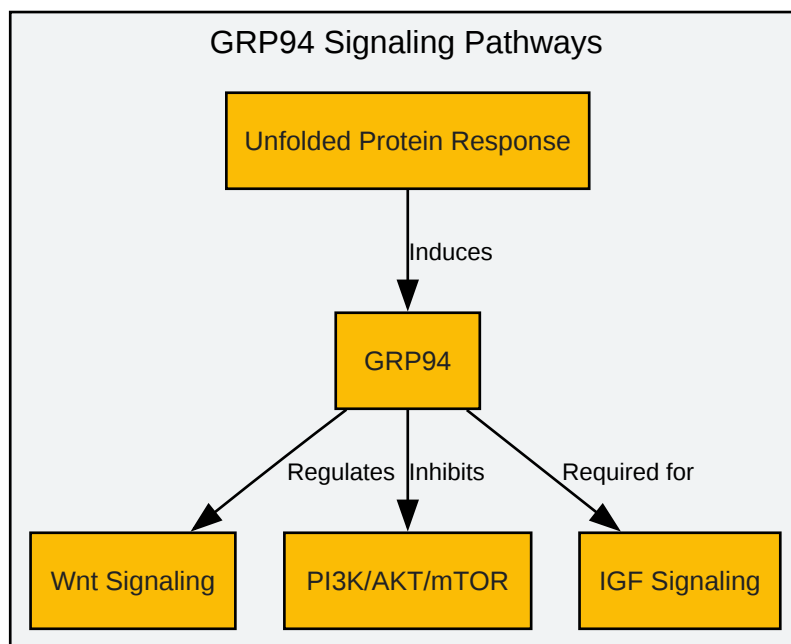 GRP94 Signaling Pathways
Unfolded Protein Response
Induces
GRP94
Regulates
Inhibits
Required for
Wnt Signaling
PI3K/AKT/mTOR
IGF Signaling